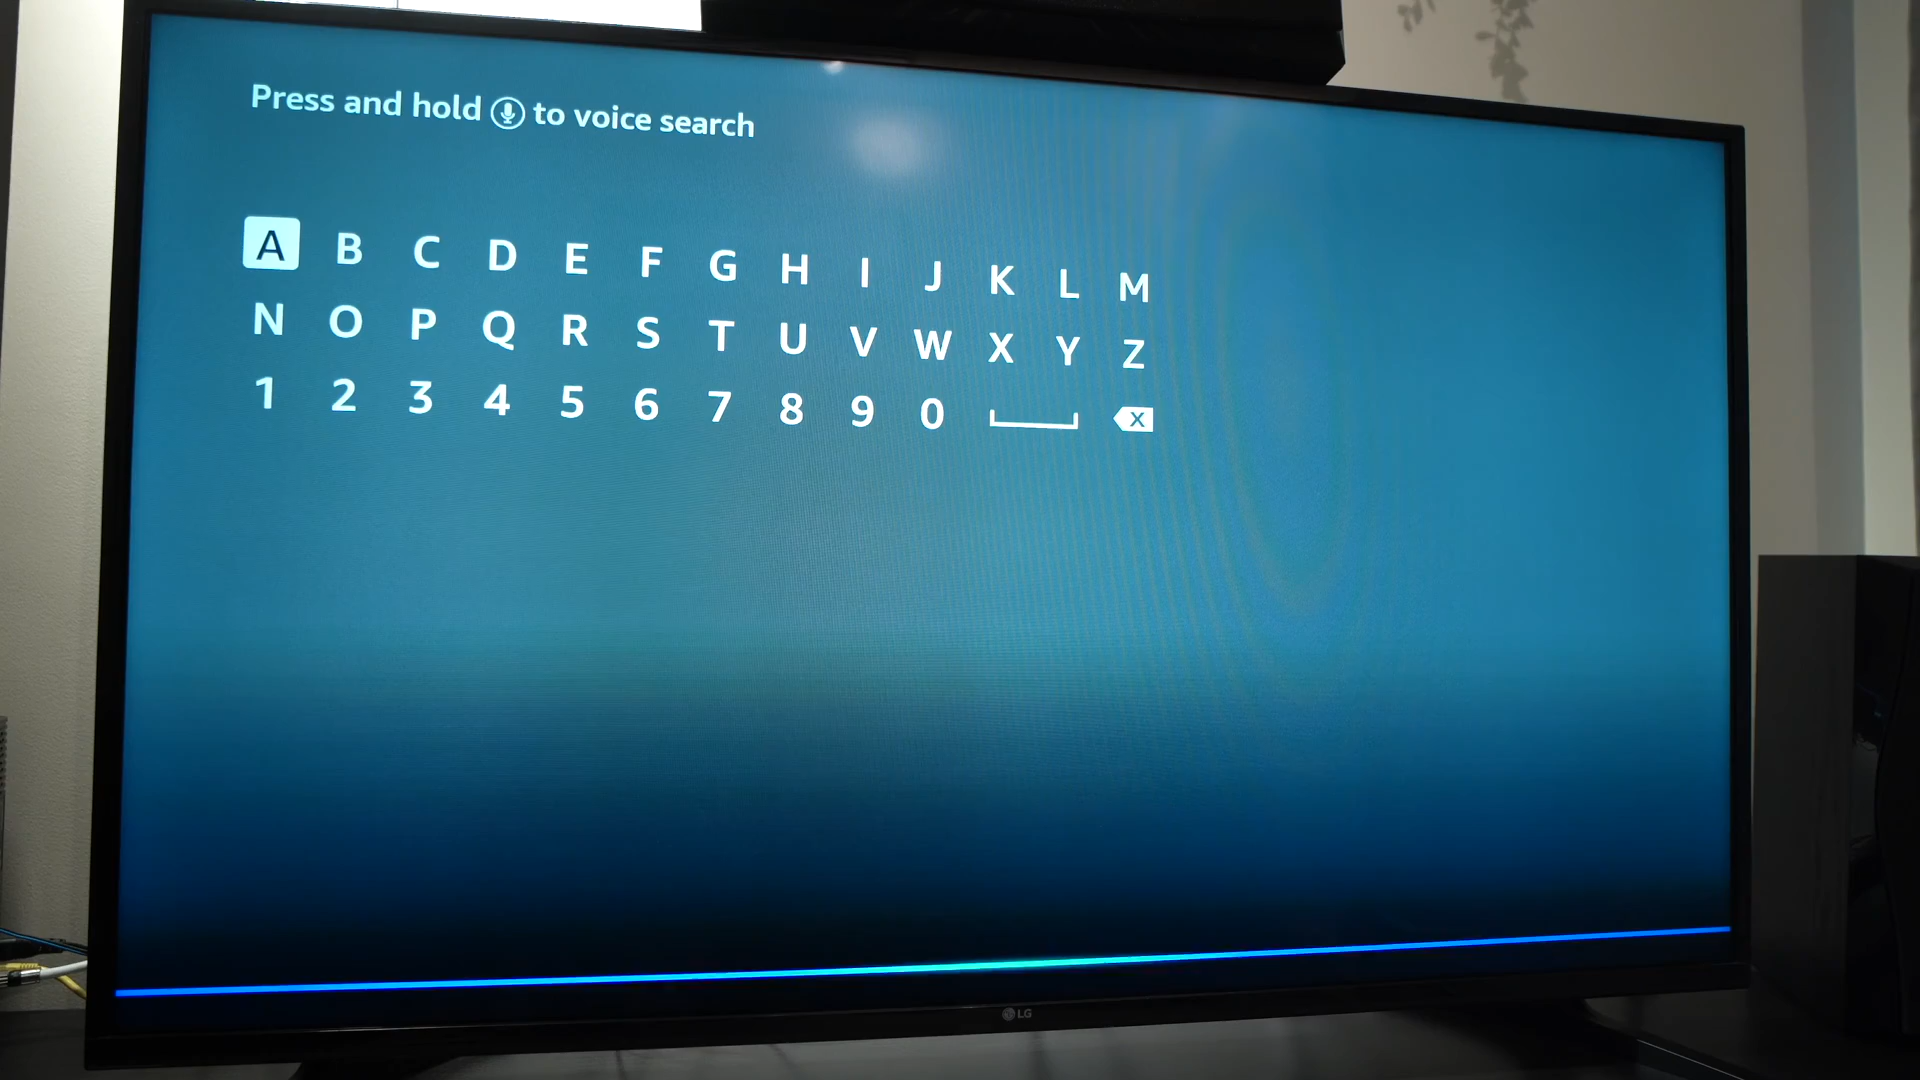 Press and hold to voice search
A B C D E F G H I J K L M
N O P Q R S T U V W X Y Z
1 2 3 4 5 6 7 8 9 0
LG